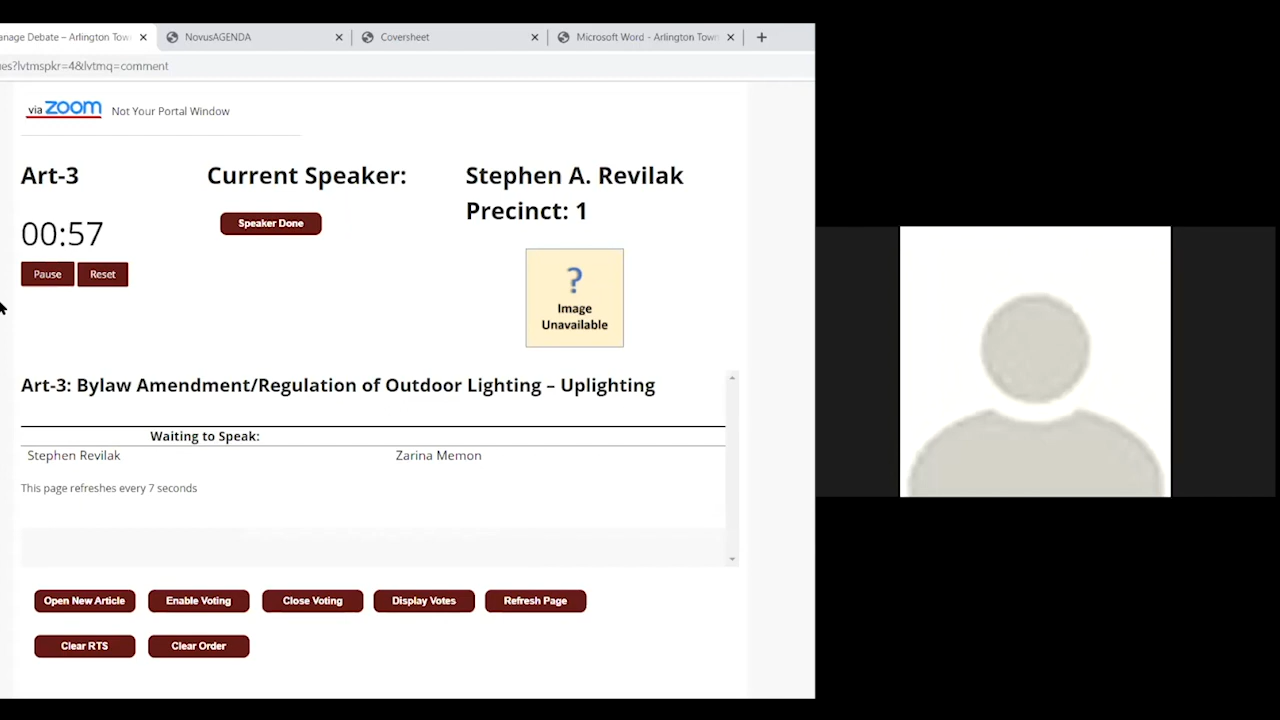 anage Debate – Arlington Tow
NovusAGENDA
Coversheet
Microsoft Word - Arlington Town
ues?lvtmspkr=4&lvtmq=comment
via zoom
Not Your Portal Window
Art-3
Current Speaker:
Stephen A. Revilak
Precinct: 1
00:57
Speaker Done
Pause
Reset
?
Image
Unavailable
Art-3: Bylaw Amendment/Regulation of Outdoor Lighting – Uplighting
Waiting to Speak:
Stephen Revilak
Zarina Memon
This page refreshes every 7 seconds
Open New Article
Enable Voting
Close Voting
Display Votes
Refresh Page
Clear RTS
Clear Order